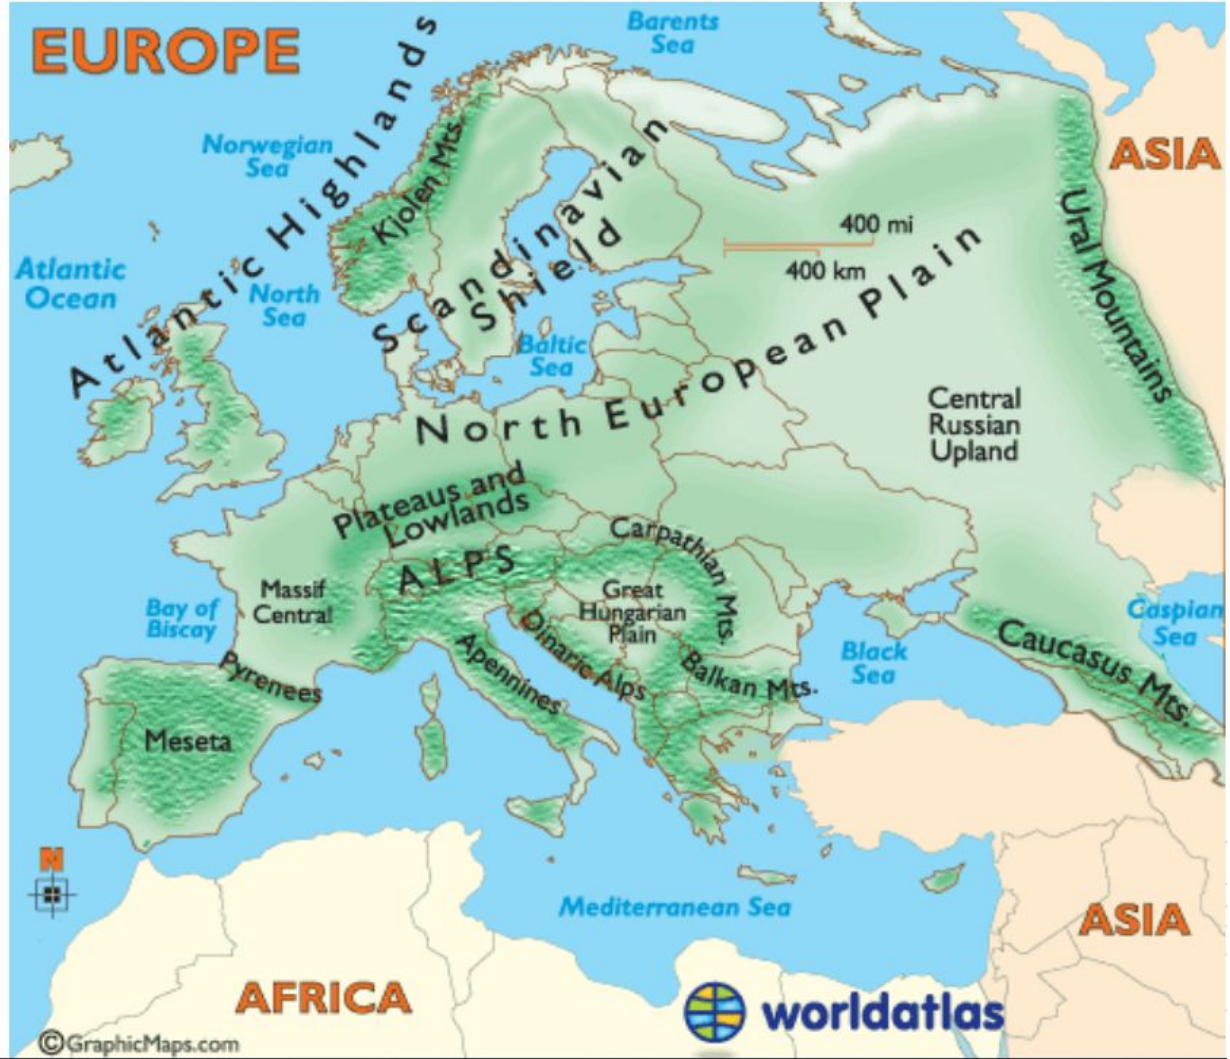 EUROPE
Barents
Sea
ASIA
Norwegian
Sea
Atlantic Highlands
Kjolen Mts.
Scandinavian
Shield
Ural Mountains
400 mi
400 km
Atlantic
Ocean
North
Sea
Baltic
Sea
North European Plain
Central
Russian
Upland
Plateaus and
Lowlands
Carpathian Mts.
ALPS
Massif
Central
Great
Hungarian
Plain
Bay of
Biscay
Caspian
Sea
Dinaric Alps
Apennines
Caucasus Mts.
Black
Sea
Balkan Mts.
Pyrenees
Meseta
N
Mediterranean Sea
ASIA
AFRICA
worldatlas
©GraphicMaps.com